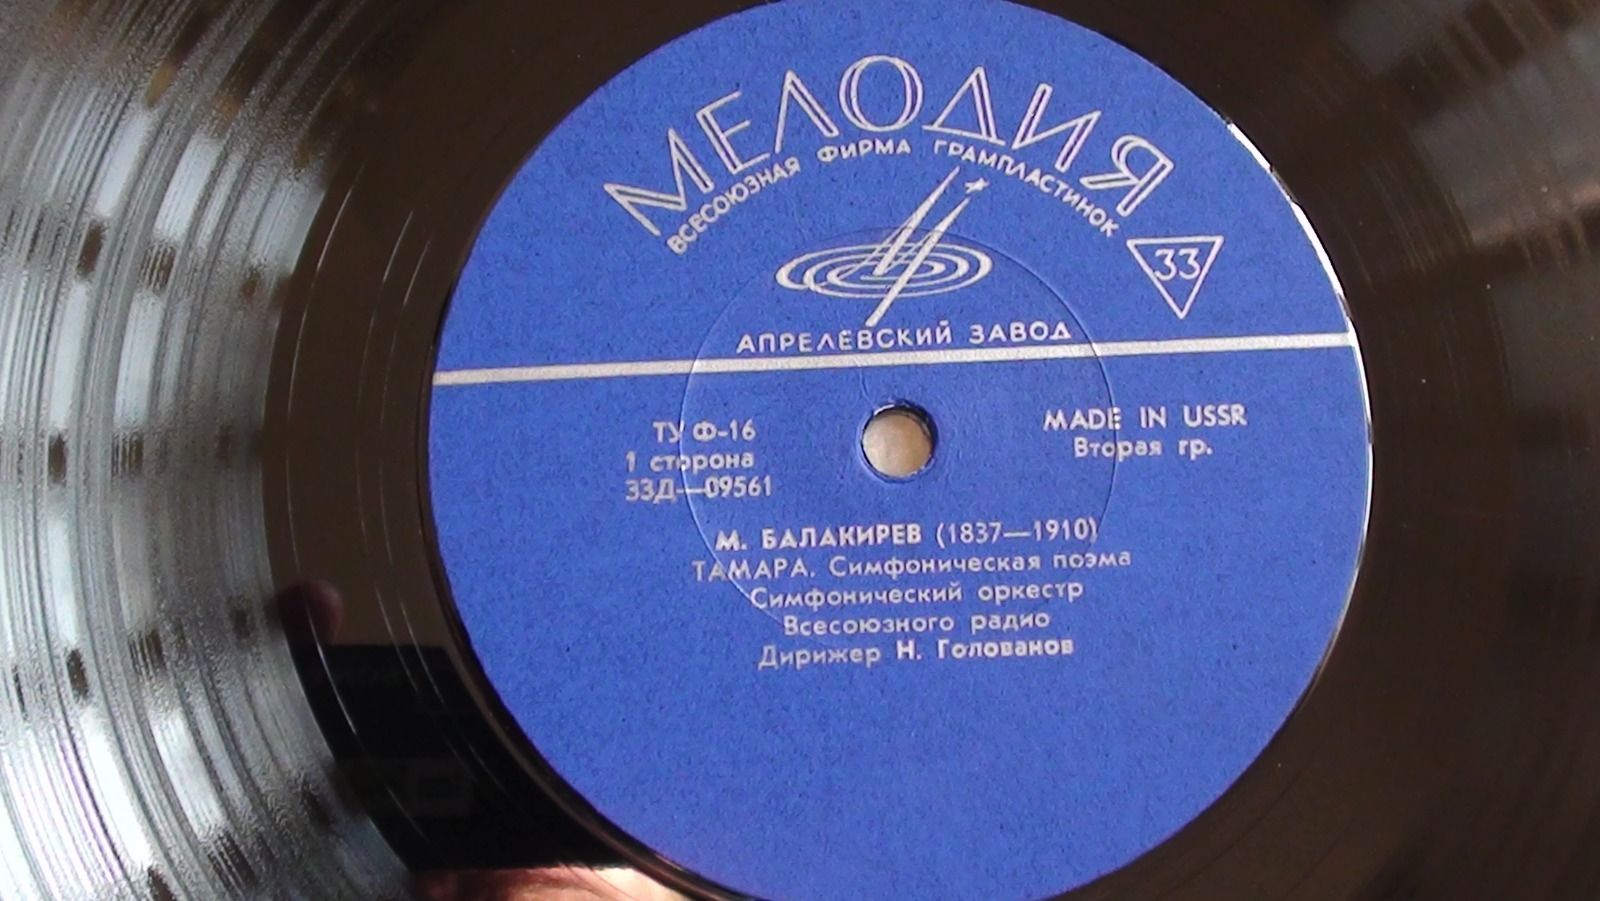 МЕЛОДИЯ
ВСЕСОЮЗНАЯ ФИРМА ГРАМПЛАСТИНОК
33
АПРЕЛЕВСКИЙ ЗАВОД
ТУ Ф-16
1 сторона
33Д—09561
MADE IN USSR
Вторая гр.
М. БАЛАКИРЕВ (1837—1910)
ТАМАРА. Симфоническая поэма
Симфонический оркестр
Всесоюзного радио
Дирижер Н. Голованов